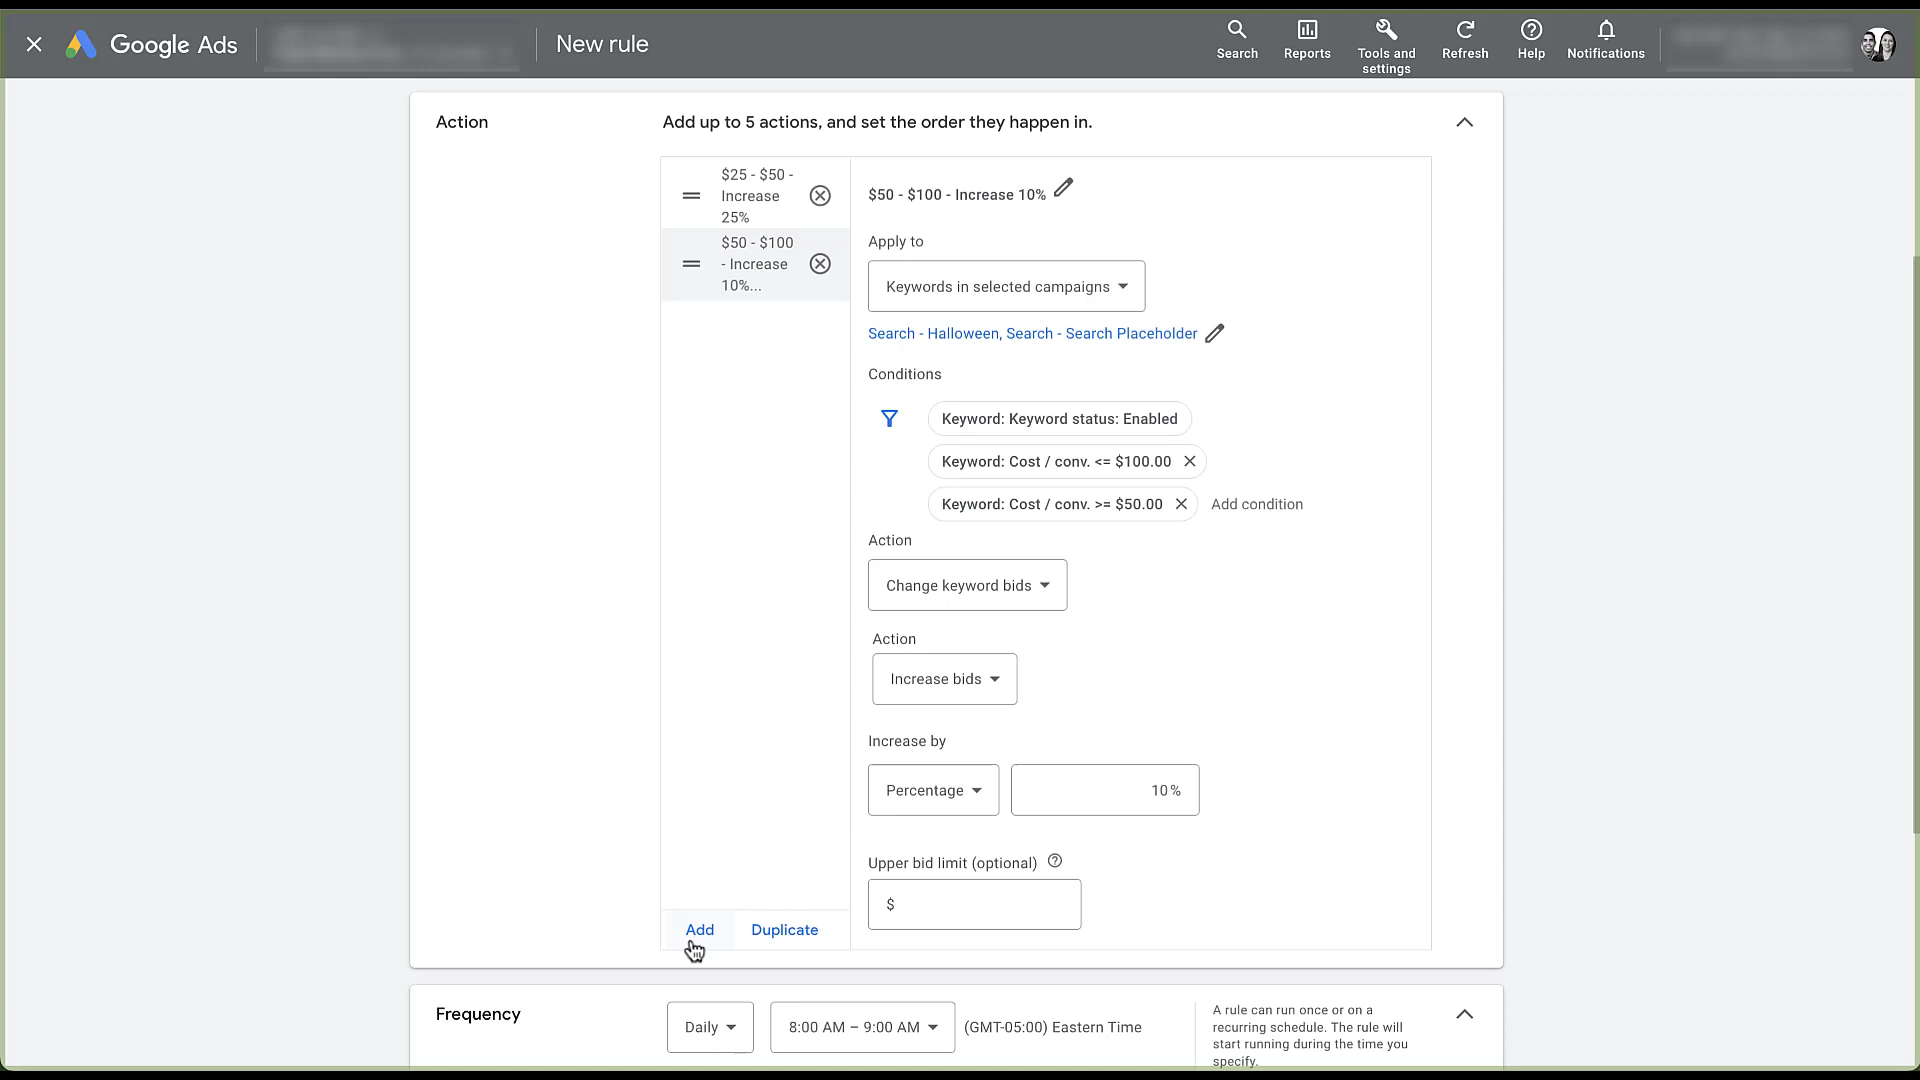 Google Ads
New rule
Search
Reports
Tools and
settings
Refresh
Help
Notifications
Action
Add up to 5 actions, and set the order they happen in.
$25 - $50 -
Increase
25%
$50 - $100
- Increase
10%...
Add
Duplicate
$50 - $100 - Increase 10%
Apply to
Keywords in selected campaigns
Search - Halloween, Search - Search Placeholder
Conditions
Keyword: Keyword status: Enabled
Keyword: Cost / conv. <= $100.00
Keyword: Cost / conv. >= $50.00
Add condition
Action
Change keyword bids
Action
Increase bids
Increase by
Percentage
10%
Upper bid limit (optional)
$
Frequency
Daily
8:00 AM – 9:00 AM
(GMT-05:00) Eastern Time
A rule can run once or on a
recurring schedule. The rule will
start running during the time you
specify.